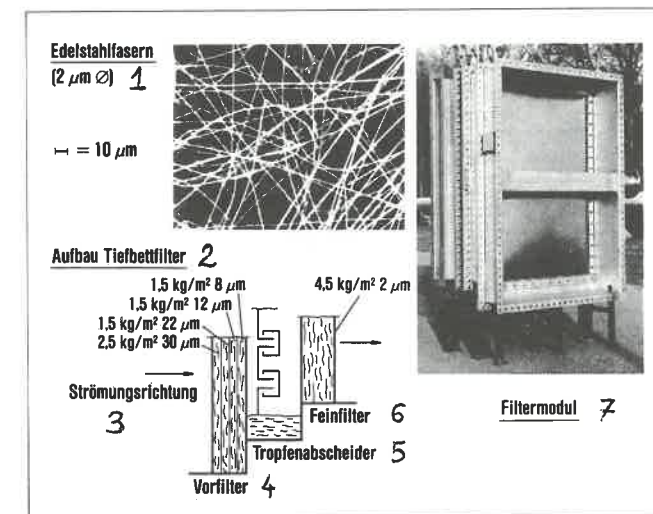 Edelstahlfasern
(2 μm ∅) 1
⊢⊣ = 10 μm
Aufbau Tiefbettfilter 2
1,5 kg/m² 8 μm
1,5 kg/m² 12 μm
1,5 kg/m² 22 μm
2,5 kg/m² 30 μm
4,5 kg/m² 2 μm
Strömungsrichtung
3
Feinfilter 6
Tropfenabscheider 5
Vorfilter 4
Filtermodul 7